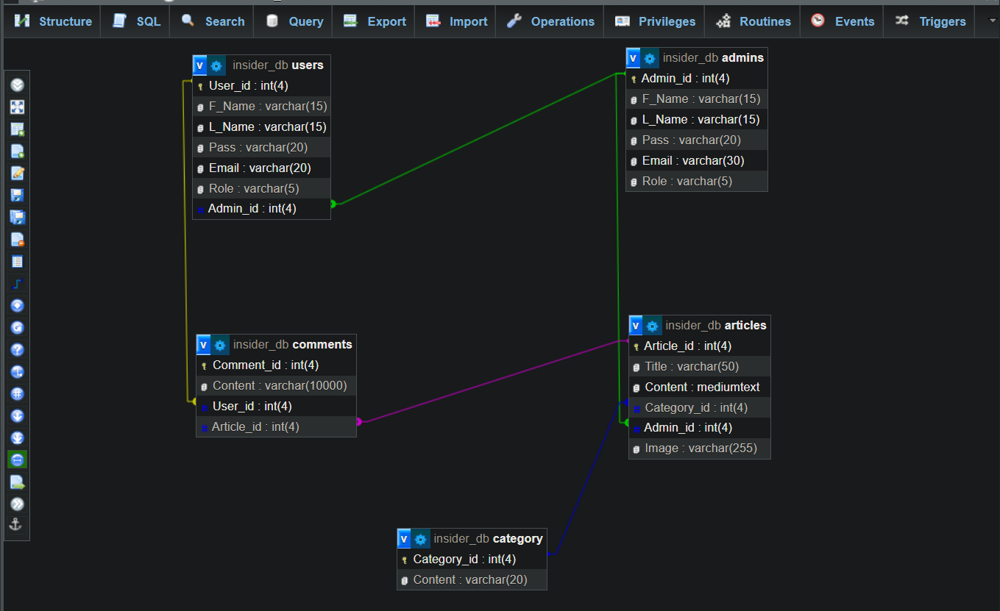 Structure SQL Search Query Export Import Operations Privileges Routines Events Triggers
v insider_db users
User_id : int(4)
F_Name : varchar(15)
L_Name : varchar(15)
Pass : varchar(20)
Email : varchar(20)
Role : varchar(5)
Admin_id : int(4)
v insider_db admins
Admin_id : int(4)
F_Name : varchar(15)
L_Name : varchar(15)
Pass : varchar(20)
Email : varchar(30)
Role : varchar(5)
v insider_db comments
Comment_id : int(4)
Content : varchar(10000)
User_id : int(4)
Article_id : int(4)
v insider_db articles
Article_id : int(4)
Title : varchar(50)
Content : mediumtext
Category_id : int(4)
Admin_id : int(4)
Image : varchar(255)
v insider_db category
Category_id : int(4)
Content : varchar(20)